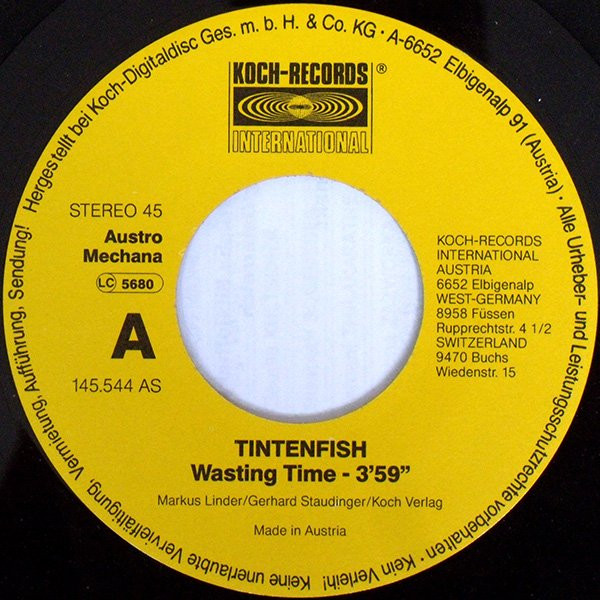 Hergestellt bei Koch-Digitaldisc Ges. m. b. H. & Co. KG · A-6652 Elbigenalp 91 (Austria) · Alle Urheber- und Leistungsschutzrechte vorbehalten · Kein Verleih! Keine unerlaubte Vervielfältigung, Vermietung, Aufführung, Sendung!
KOCH-RECORDS ®
INTERNATIONAL
STEREO 45
Austro
Mechana
LC 5680
A
145.544 AS
KOCH-RECORDS
INTERNATIONAL
AUSTRIA
6652 Elbigenalp
WEST-GERMANY
8958 Füssen
Rupprechtstr. 4 1/2
SWITZERLAND
9470 Buchs
Wiedenstr. 15
TINTENFISH
Wasting Time - 3'59”
Markus Linder/Gerhard Staudinger/Koch Verlag
Made in Austria